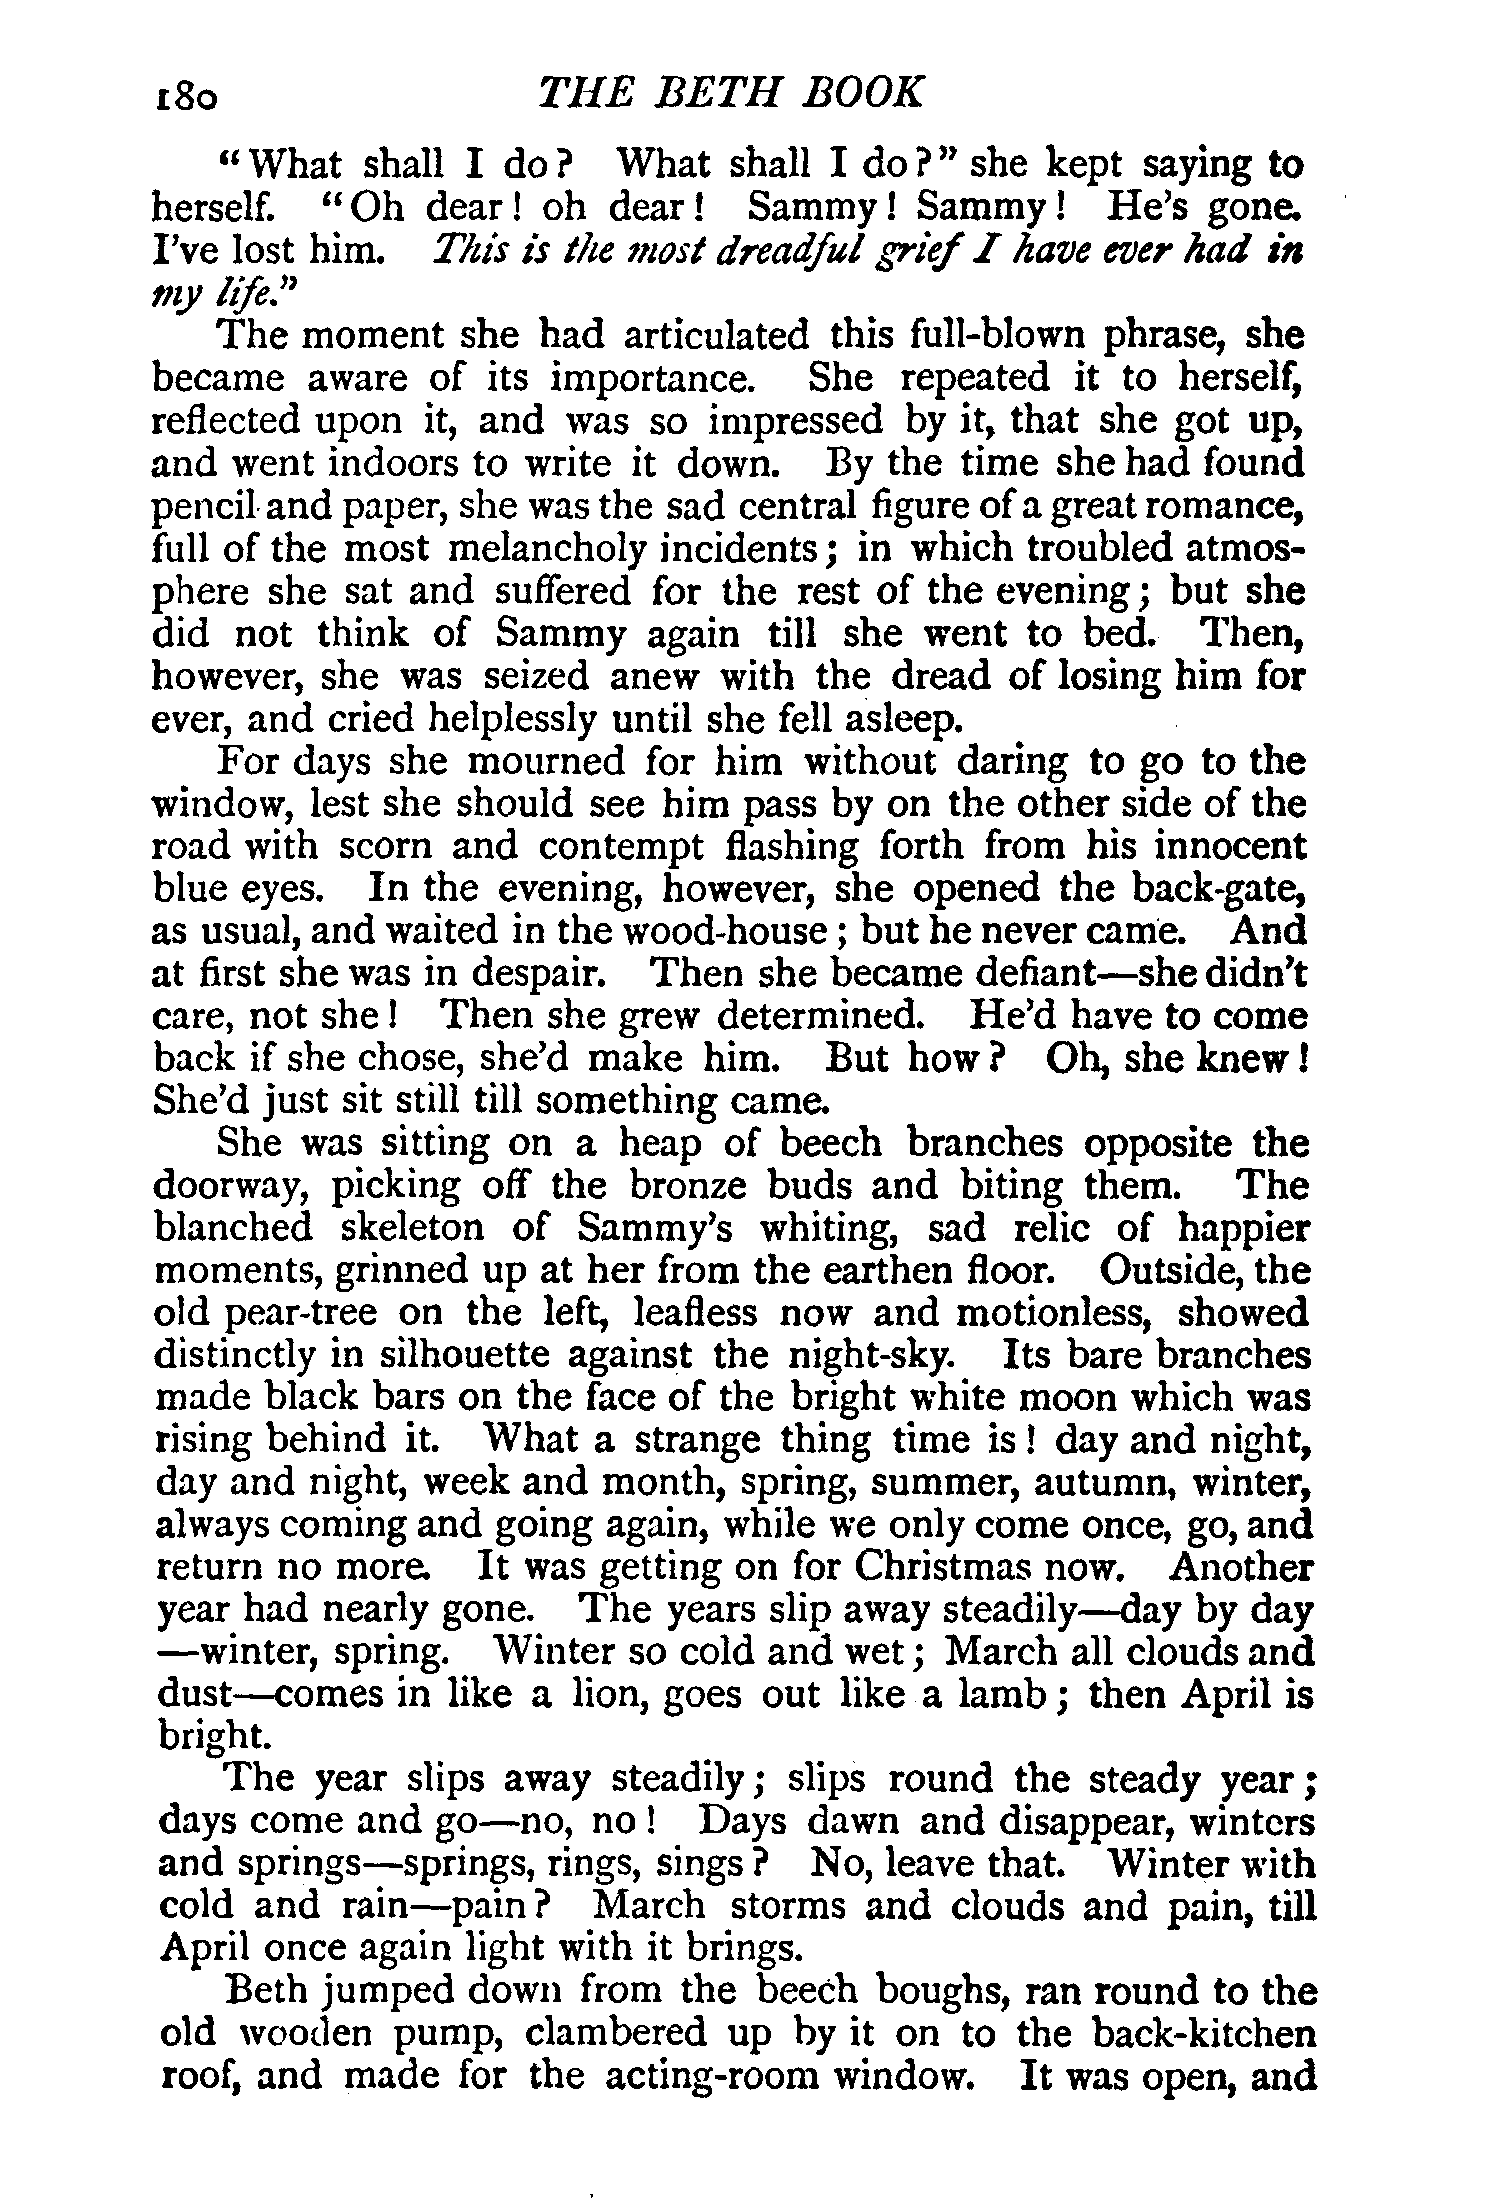 180 THE BETH BOOK
"What shall I do? What shall I do?" she kept saying to
herself. "Oh dear! oh dear! Sammy! Sammy! He's gone.
I've lost him. This is the most dreadful grief I have ever had in
my life."
The moment she had articulated this full-blown phrase, she
became aware of its importance. She repeated it to herself,
reflected upon it, and was so impressed by it, that she got up,
and went indoors to write it down. By the time she had found
pencil and paper, she was the sad central figure of a great romance,
full of the most melancholy incidents; in which troubled atmos-
phere she sat and suffered for the rest of the evening; but she
did not think of Sammy again till she went to bed. Then,
however, she was seized anew with the dread of losing him for
ever, and cried helplessly until she fell asleep.
For days she mourned for him without daring to go to the
window, lest she should see him pass by on the other side of the
road with scorn and contempt flashing forth from his innocent
blue eyes. In the evening, however, she opened the back-gate,
as usual, and waited in the wood-house; but he never came. And
at first she was in despair. Then she became defiant—she didn't
care, not she! Then she grew determined. He'd have to come
back if she chose, she'd make him. But how? Oh, she knew!
She'd just sit still till something came.
She was sitting on a heap of beech branches opposite the
doorway, picking off the bronze buds and biting them. The
blanched skeleton of Sammy's whiting, sad relic of happier
moments, grinned up at her from the earthen floor. Outside, the
old pear-tree on the left, leafless now and motionless, showed
distinctly in silhouette against the night-sky. Its bare branches
made black bars on the face of the bright white moon which was
rising behind it. What a strange thing time is! day and night,
day and night, week and month, spring, summer, autumn, winter,
always coming and going again, while we only come once, go, and
return no more. It was getting on for Christmas now. Another
year had nearly gone. The years slip away steadily—day by day
—winter, spring. Winter so cold and wet; March all clouds and
dust—comes in like a lion, goes out like a lamb; then April is
bright.
The year slips away steadily; slips round the steady year;
days come and go—no, no! Days dawn and disappear, winters
and springs—springs, rings, sings? No, leave that. Winter with
cold and rain—pain? March storms and clouds and pain, till
April once again light with it brings.
Beth jumped down from the beech boughs, ran round to the
old wooden pump, clambered up by it on to the back-kitchen
roof, and made for the acting-room window. It was open, and